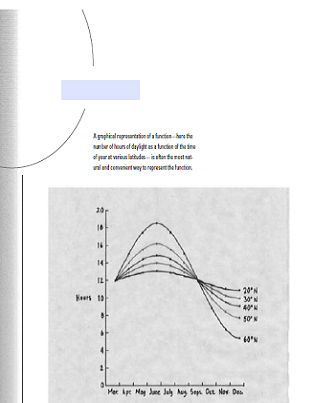 A graphical representation of a function—here the
number of hours of daylight as a function of the time
of year at various latitudes—is often the most nat-
ural and convenient way to represent the function.
20
18
16
14
12
10
8
6
4
2
0
Hours
20°N
30°N
40°N
50°N
60°N
Mar. Apr. May June July Aug. Sept. Oct. Nov. Dec.